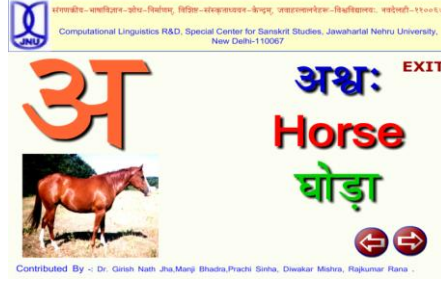 संगणकीय-भाषाविज्ञान-शोध-निर्माणम्, विशिष्ट-संस्कृताध्ययन-केन्द्रम्, जवाहरलालनेहरू-विश्वविद्यालयः, नवदेहली-११००६७
Computational Linguistics R&D, Special Center for Sanskrit Studies, Jawaharlal Nehru University,
New Delhi-110067
JNU
EXIT
अ
अश्वः
Horse
घोड़ा
Contributed By -: Dr. Girish Nath Jha,Manji Bhadra,Prachi Sinha, Diwakar Mishra, Rajkumar Rana .